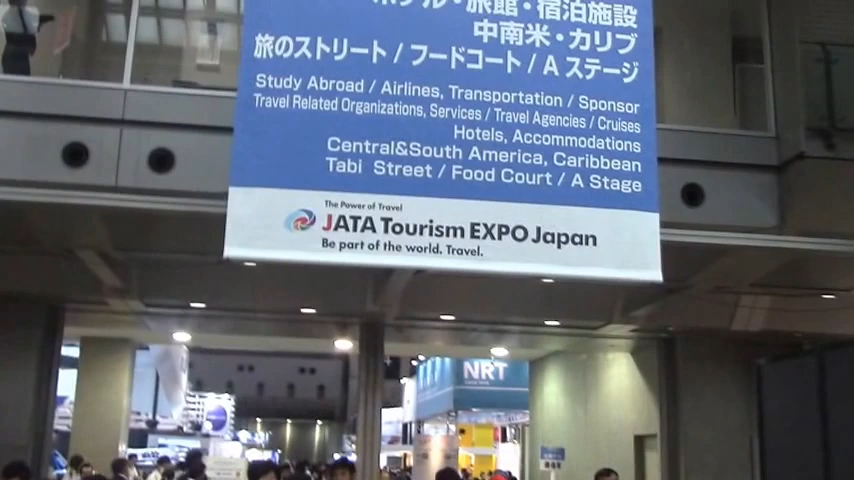 ホテル・旅館・宿泊施設
中南米・カリブ
旅のストリート / フードコート / A ステージ
Study Abroad / Airlines, Transportation / Sponsor
Travel Related Organizations, Services / Travel Agencies / Cruises
Hotels, Accommodations
Central&South America, Caribbean
Tabi Street / Food Court / A Stage
The Power of Travel
JATA Tourism EXPO Japan
Be part of the world. Travel.
NRT